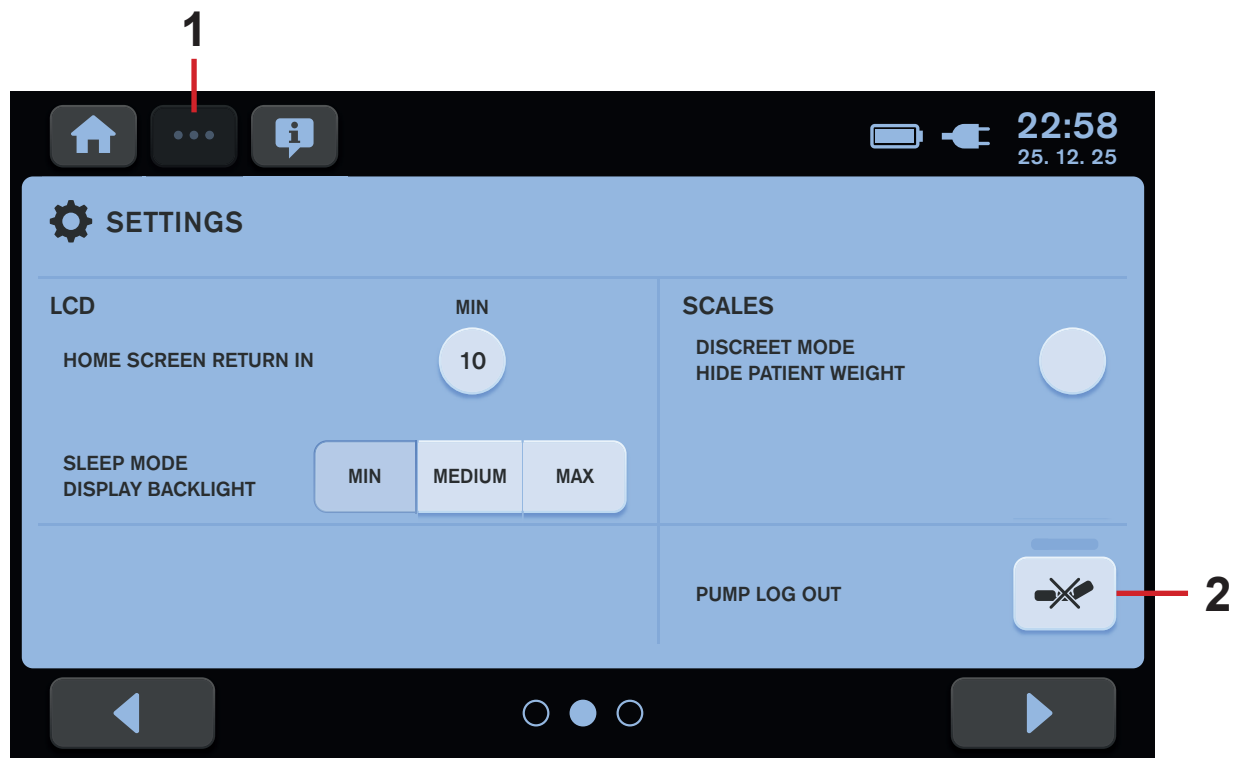 1
22:58
25. 12. 25
SETTINGS
LCD
MIN
HOME SCREEN RETURN IN
10
SLEEP MODE
DISPLAY BACKLIGHT
MIN
MEDIUM
MAX
SCALES
DISCREET MODE
HIDE PATIENT WEIGHT
PUMP LOG OUT
2